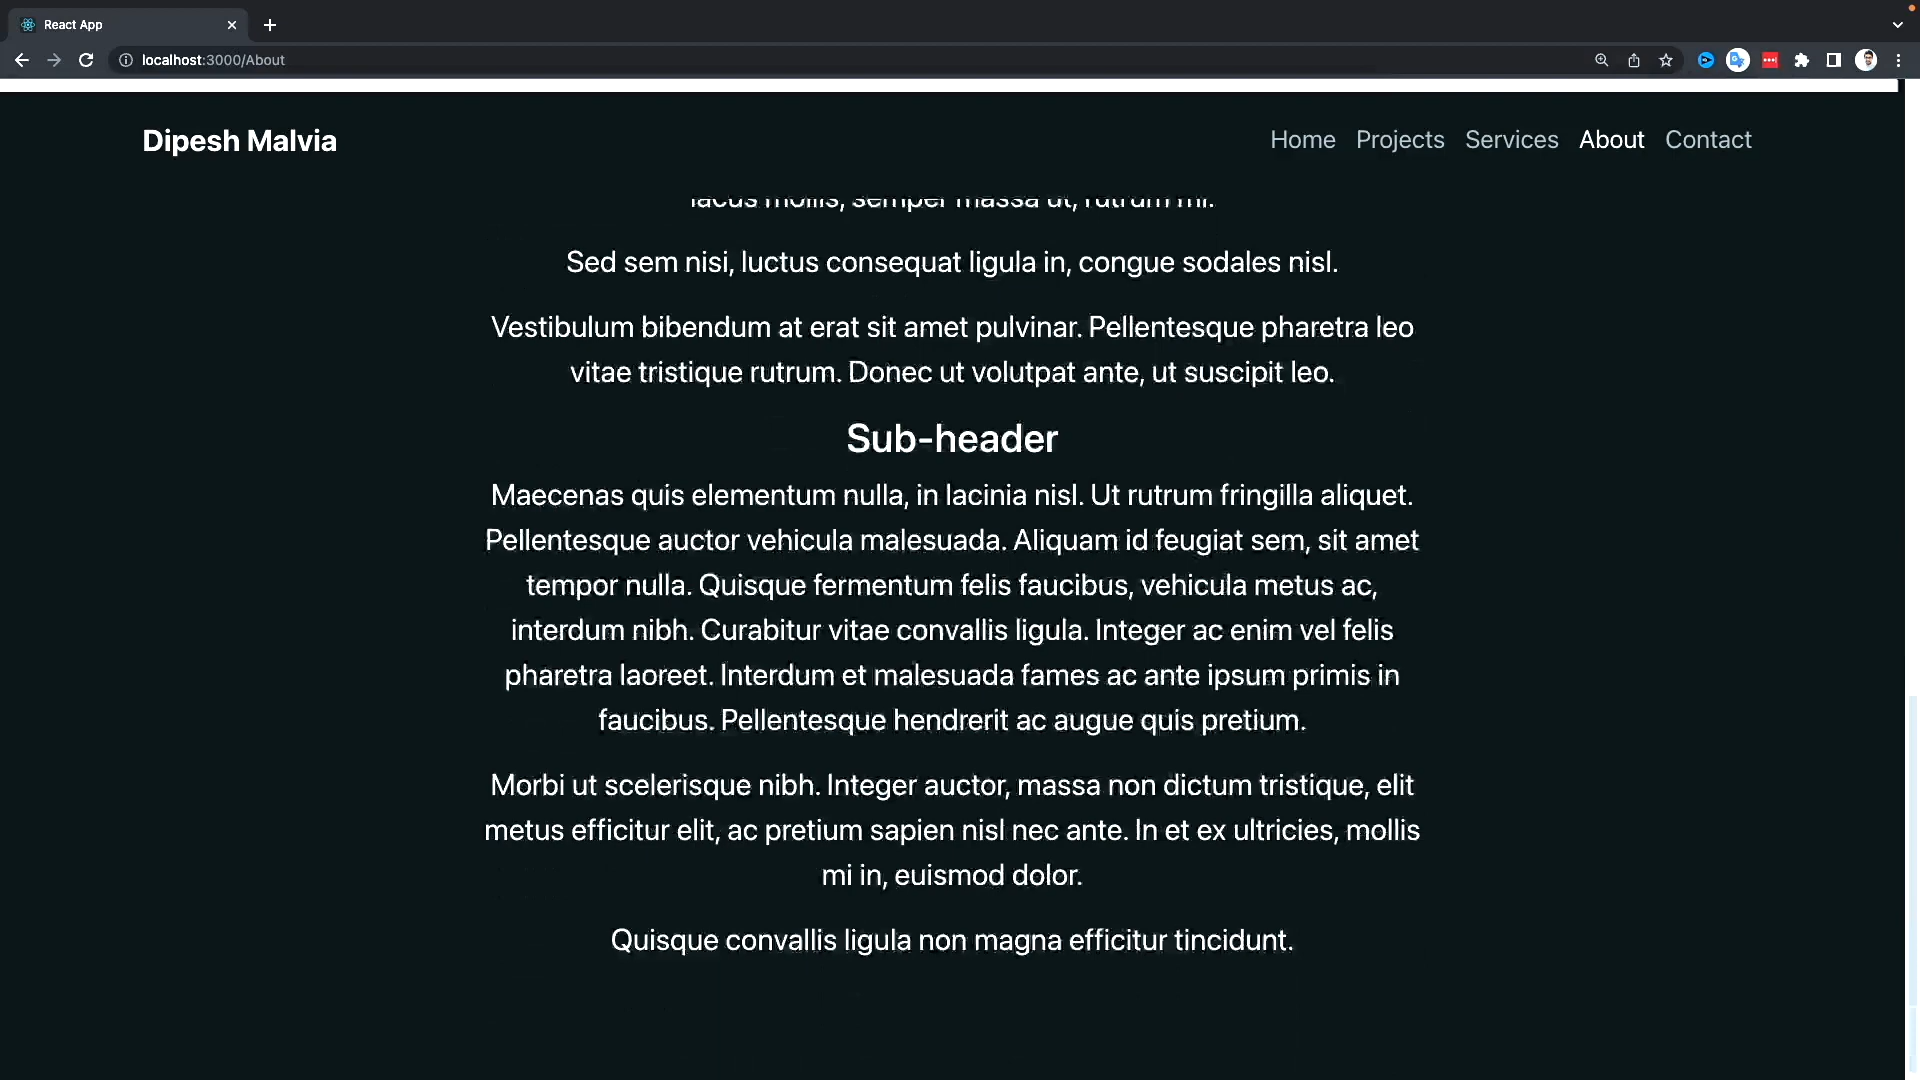 React App
localhost:3000/About
Dipesh Malvia
Home Projects Services About Contact
lacus mollis, semper massa ut, rutrum mi.
Sed sem nisi, luctus consequat ligula in, congue sodales nisl.
Vestibulum bibendum at erat sit amet pulvinar. Pellentesque pharetra leo
vitae tristique rutrum. Donec ut volutpat ante, ut suscipit leo.
Sub-header
Maecenas quis elementum nulla, in lacinia nisl. Ut rutrum fringilla aliquet.
Pellentesque auctor vehicula malesuada. Aliquam id feugiat sem, sit amet
tempor nulla. Quisque fermentum felis faucibus, vehicula metus ac,
interdum nibh. Curabitur vitae convallis ligula. Integer ac enim vel felis
pharetra laoreet. Interdum et malesuada fames ac ante ipsum primis in
faucibus. Pellentesque hendrerit ac augue quis pretium.
Morbi ut scelerisque nibh. Integer auctor, massa non dictum tristique, elit
metus efficitur elit, ac pretium sapien nisl nec ante. In et ex ultricies, mollis
mi in, euismod dolor.
Quisque convallis ligula non magna efficitur tincidunt.